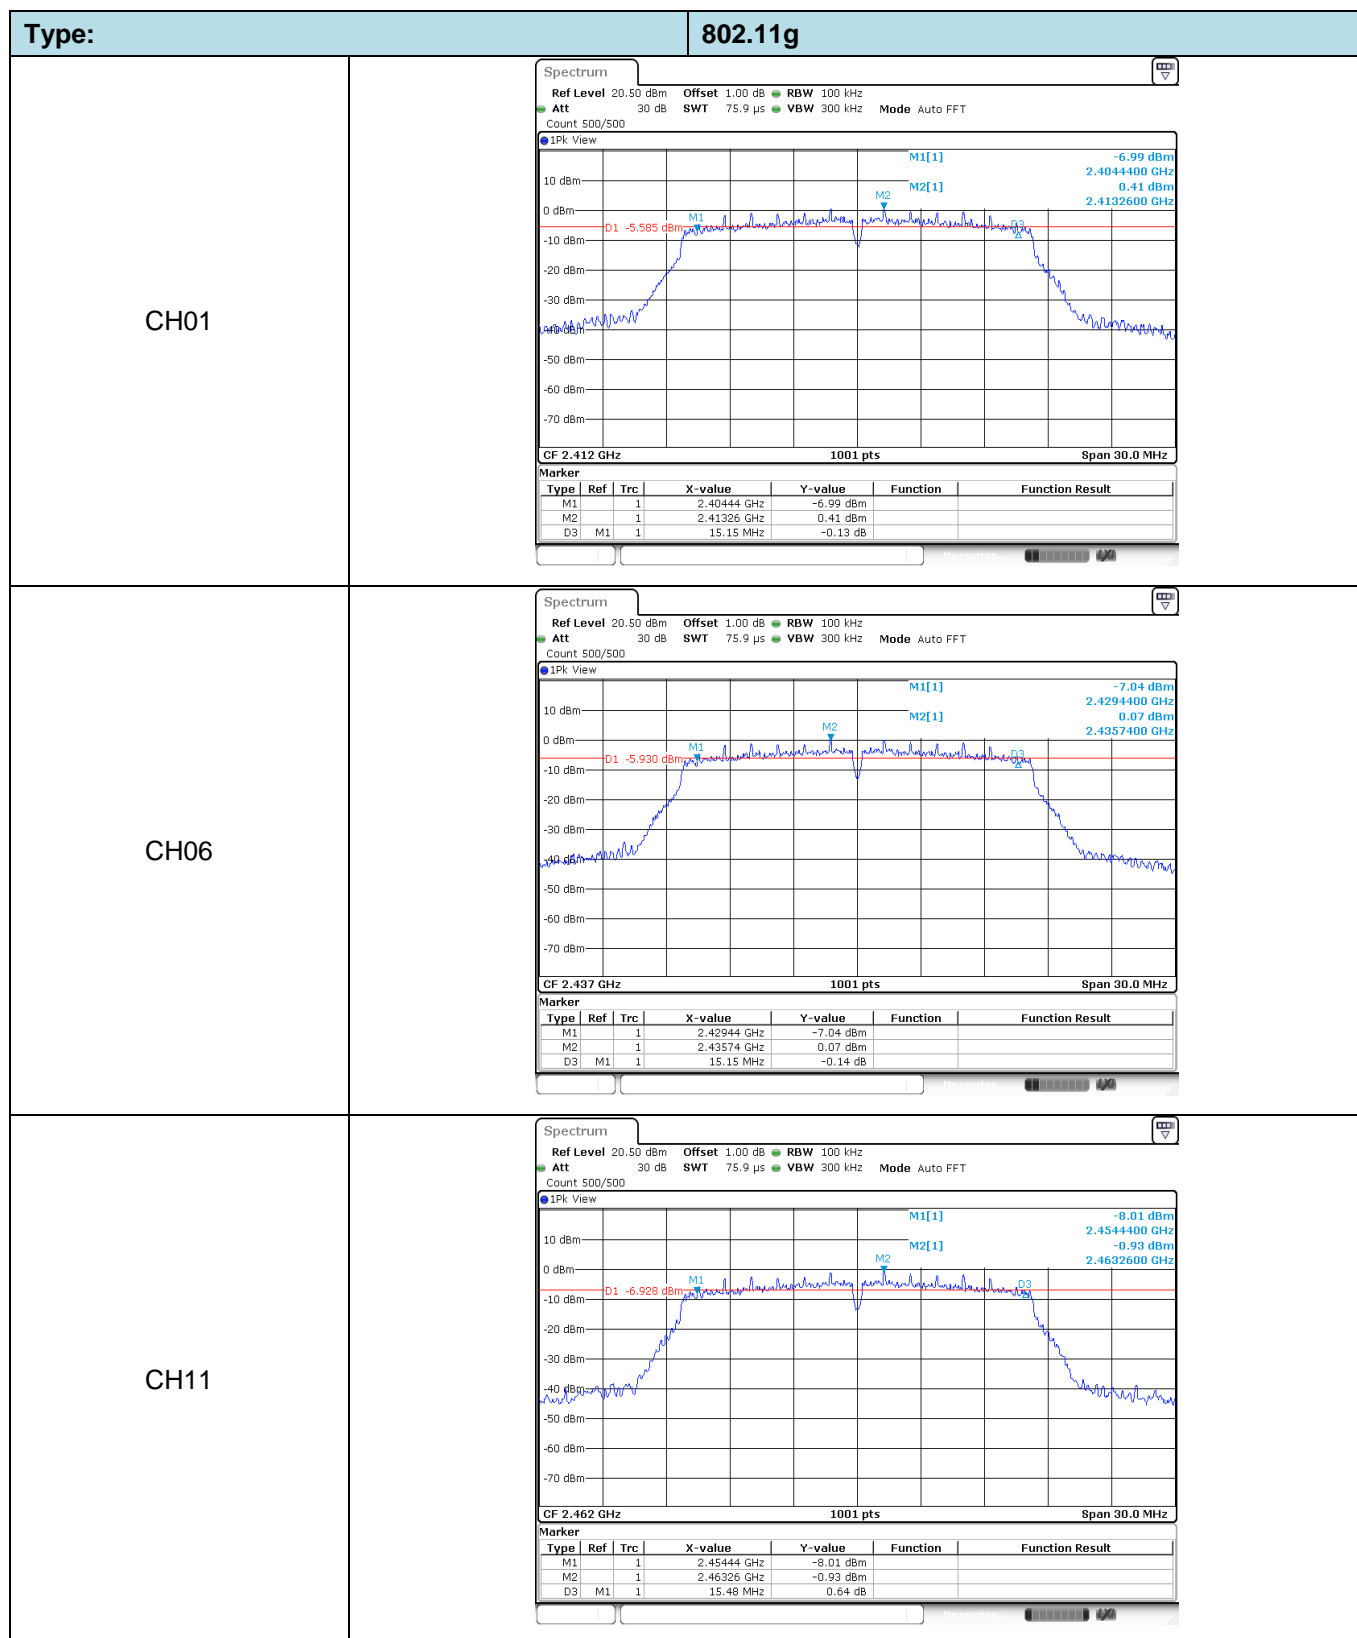 Type: 802.11g
CH01
Spectrum
Ref Level 20.50 dBm Offset 1.00 dB RBW 100 kHz
Att 30 dB SWT 75.9 µs VBW 300 kHz Mode Auto FFT
Count 500/500
1Pk View
M1[1] -6.99 dBm
2.4044400 GHz
10 dBm
M2[1] 0.41 dBm
M2
2.4132600 GHz
0 dBm
M1
D1 -5.585 dBm
D3
-10 dBm
-20 dBm
-30 dBm
-40 dBm
-50 dBm
-60 dBm
-70 dBm
CF 2.412 GHz 1001 pts Span 30.0 MHz
Marker
Type Ref Trc X-value Y-value Function Function Result
M1 1 2.40444 GHz -6.99 dBm
M2 1 2.41326 GHz 0.41 dBm
D3 M1 1 15.15 MHz -0.13 dB
Measuring...
CH06
Spectrum
Ref Level 20.50 dBm Offset 1.00 dB RBW 100 kHz
Att 30 dB SWT 75.9 µs VBW 300 kHz Mode Auto FFT
Count 500/500
1Pk View
M1[1] -7.04 dBm
2.4294400 GHz
10 dBm
M2[1] 0.07 dBm
M2
2.4357400 GHz
0 dBm
M1
D1 -5.930 dBm
D3
-10 dBm
-20 dBm
-30 dBm
-40 dBm
-50 dBm
-60 dBm
-70 dBm
CF 2.437 GHz 1001 pts Span 30.0 MHz
Marker
Type Ref Trc X-value Y-value Function Function Result
M1 1 2.42944 GHz -7.04 dBm
M2 1 2.43574 GHz 0.07 dBm
D3 M1 1 15.15 MHz -0.14 dB
Measuring...
CH11
Spectrum
Ref Level 20.50 dBm Offset 1.00 dB RBW 100 kHz
Att 30 dB SWT 75.9 µs VBW 300 kHz Mode Auto FFT
Count 500/500
1Pk View
M1[1] -8.01 dBm
2.4544400 GHz
10 dBm
M2[1] -0.93 dBm
M2
2.4632600 GHz
0 dBm
M1
D3
D1 -6.928 dBm
-10 dBm
-20 dBm
-30 dBm
-40 dBm
-50 dBm
-60 dBm
-70 dBm
CF 2.462 GHz 1001 pts Span 30.0 MHz
Marker
Type Ref Trc X-value Y-value Function Function Result
M1 1 2.45444 GHz -8.01 dBm
M2 1 2.46326 GHz -0.93 dBm
D3 M1 1 15.48 MHz 0.64 dB
Measuring...